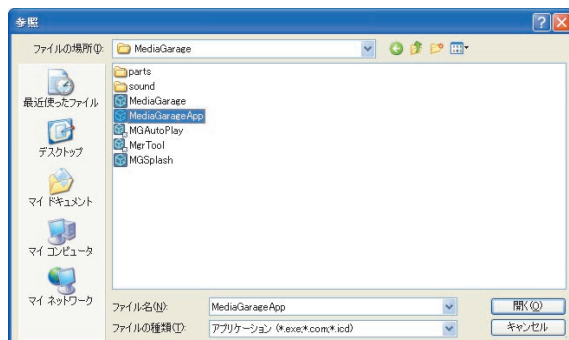 参照
ファイルの場所(I):
MediaGarage
最近使ったファイル
デスクトップ
マイ ドキュメント
マイ コンピュータ
マイ ネットワーク
parts
sound
MediaGarage
MediaGarageApp
MGAutoPlay
MerTool
MGSplash
ファイル名(N): MediaGarageApp 開く(O)
ファイルの種類(T): アプリケーション (*.exe;*.com;*.icd) キャンセル